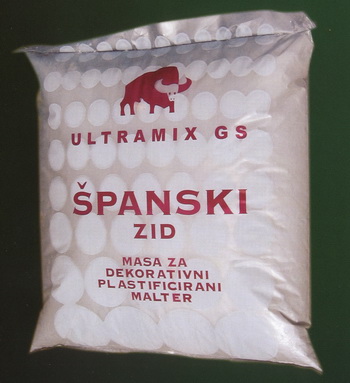 ULTRAMIX GS
ŠPANSKI
ZID
MASA ZA
DEKORATIVNI
PLASTIFICIRANI
MALTER